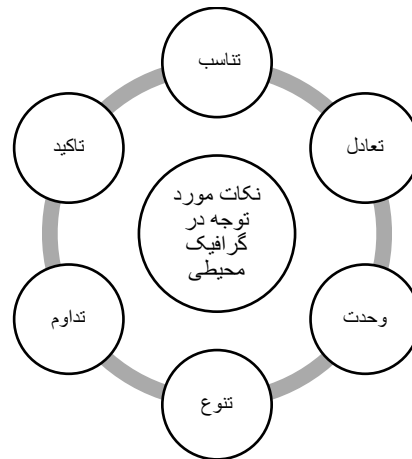 تناسب
تعادل
وحدت
تنوع
تداوم
تاکید
نکات مورد
توجه در
گرافیک
محیطی